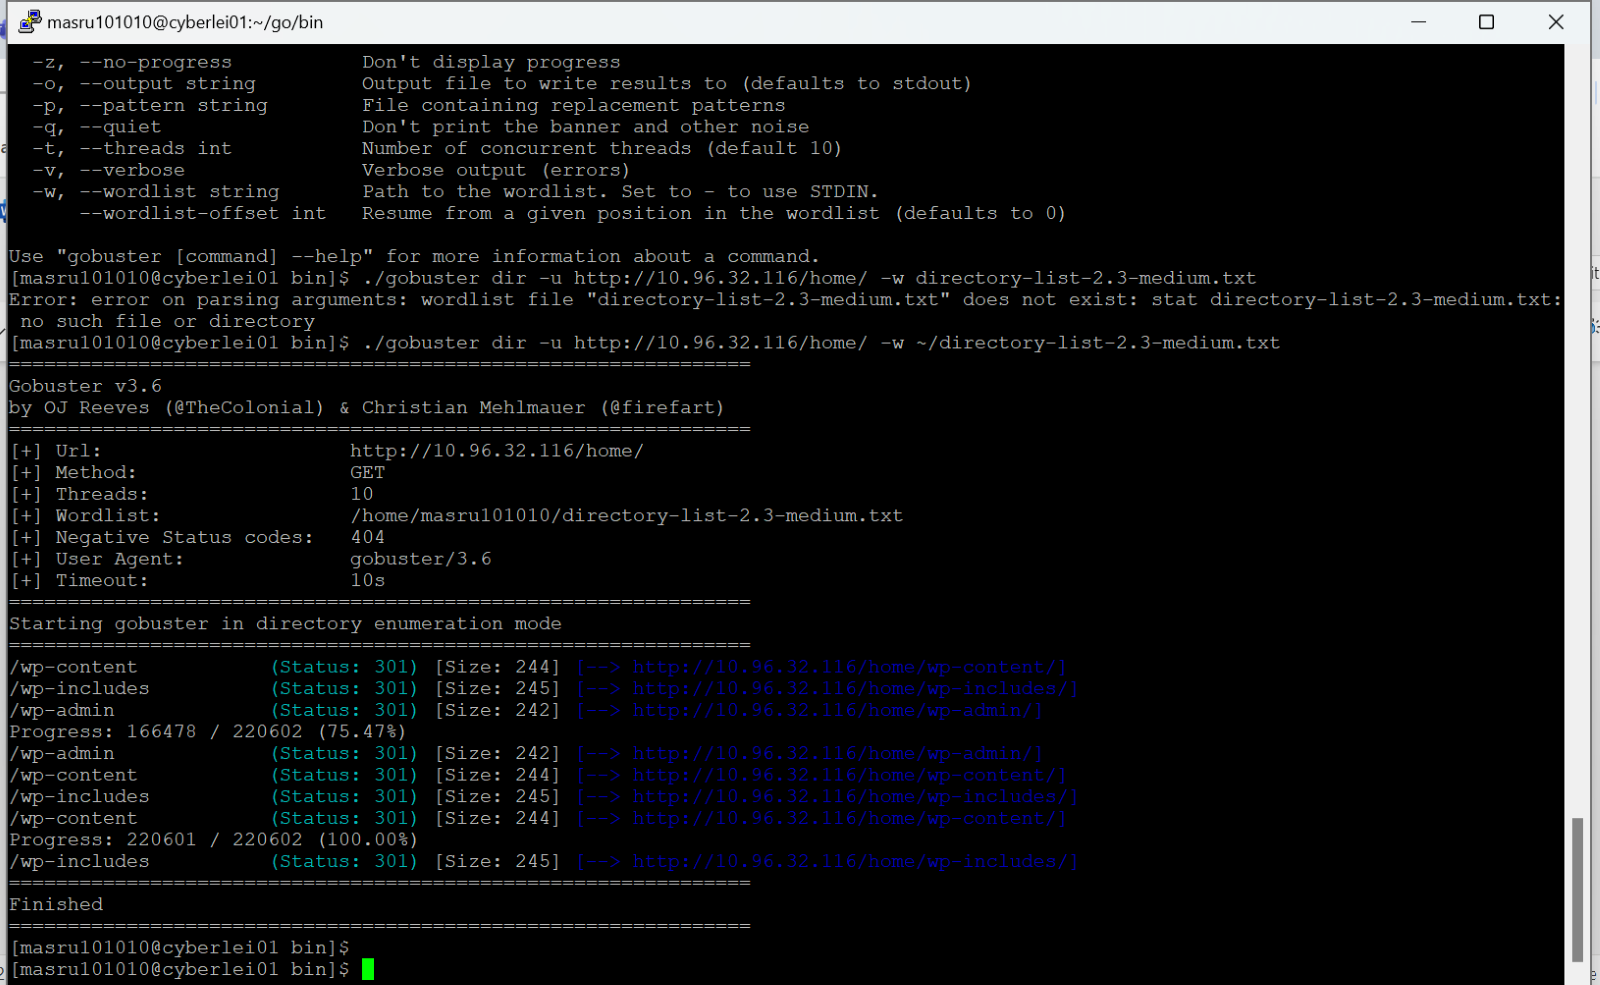 masru101010@cyberlei01:~/go/bin
-z, --no-progress Don't display progress
-o, --output string Output file to write results to (defaults to stdout)
-p, --pattern string File containing replacement patterns
-q, --quiet Don't print the banner and other noise
-t, --threads int Number of concurrent threads (default 10)
-v, --verbose Verbose output (errors)
-w, --wordlist string Path to the wordlist. Set to - to use STDIN.
--wordlist-offset int Resume from a given position in the wordlist (defaults to 0)
Use "gobuster [command] --help" for more information about a command.
[masru101010@cyberlei01 bin]$ ./gobuster dir -u http://10.96.32.116/home/ -w directory-list-2.3-medium.txt
Error: error on parsing arguments: wordlist file "directory-list-2.3-medium.txt" does not exist: stat directory-list-2.3-medium.txt:
no such file or directory
[masru101010@cyberlei01 bin]$ ./gobuster dir -u http://10.96.32.116/home/ -w ~/directory-list-2.3-medium.txt
===============================================================
Gobuster v3.6
by OJ Reeves (@TheColonial) & Christian Mehlmauer (@firefart)
===============================================================
[+] Url: http://10.96.32.116/home/
[+] Method: GET
[+] Threads: 10
[+] Wordlist: /home/masru101010/directory-list-2.3-medium.txt
[+] Negative Status codes: 404
[+] User Agent: gobuster/3.6
[+] Timeout: 10s
===============================================================
Starting gobuster in directory enumeration mode
===============================================================
/wp-content (Status: 301) [Size: 244] [--> http://10.96.32.116/home/wp-content/]
/wp-includes (Status: 301) [Size: 245] [--> http://10.96.32.116/home/wp-includes/]
/wp-admin (Status: 301) [Size: 242] [--> http://10.96.32.116/home/wp-admin/]
Progress: 166478 / 220602 (75.47%)
/wp-admin (Status: 301) [Size: 242] [--> http://10.96.32.116/home/wp-admin/]
/wp-content (Status: 301) [Size: 244] [--> http://10.96.32.116/home/wp-content/]
/wp-includes (Status: 301) [Size: 245] [--> http://10.96.32.116/home/wp-includes/]
/wp-content (Status: 301) [Size: 244] [--> http://10.96.32.116/home/wp-content/]
Progress: 220601 / 220602 (100.00%)
/wp-includes (Status: 301) [Size: 245] [--> http://10.96.32.116/home/wp-includes/]
===============================================================
Finished
===============================================================
[masru101010@cyberlei01 bin]$
[masru101010@cyberlei01 bin]$